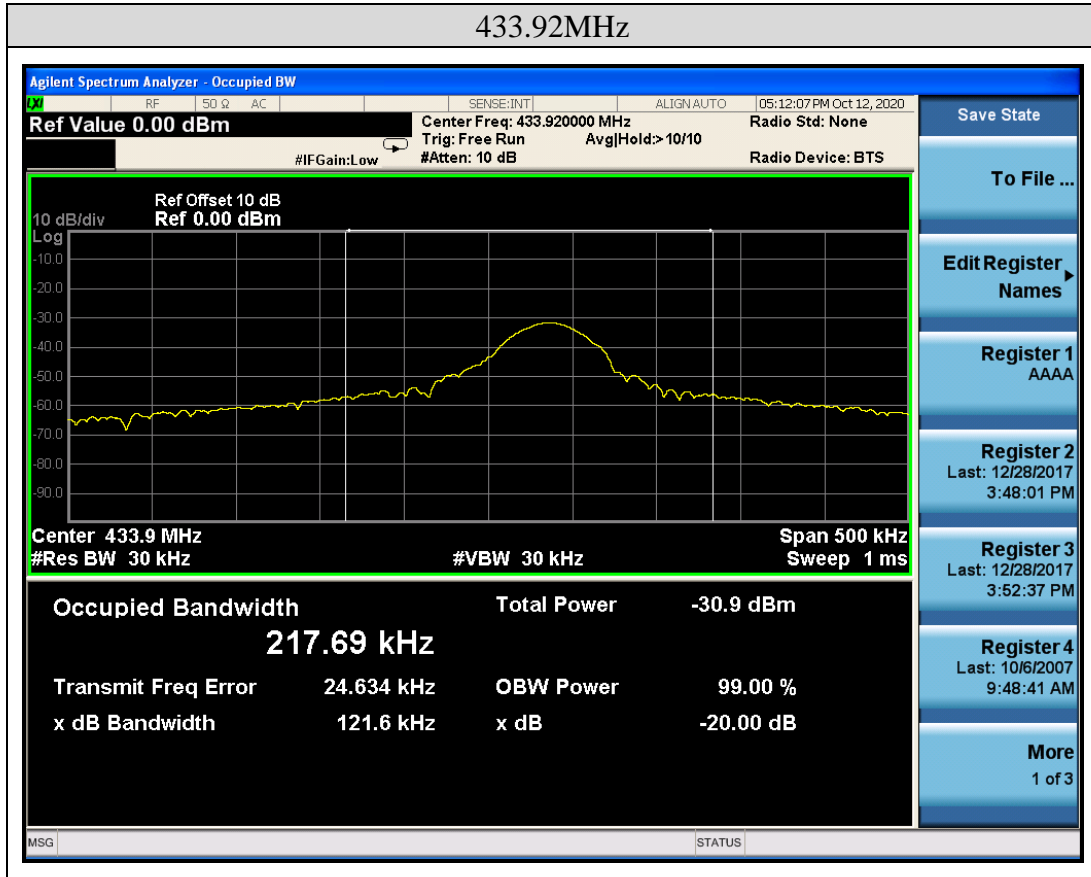 433.92MHz
Agilent Spectrum Analyzer - Occupied BW
LXI RF 50 Ω AC SENSE:INT ALIGN AUTO 05:12:07 PM Oct 12, 2020
Ref Value 0.00 dBm Center Freq: 433.920000 MHz Radio Std: None
Trig: Free Run Avg|Hold:> 10/10
#IFGain:Low #Atten: 10 dB Radio Device: BTS
Ref Offset 10 dB
10 dB/div Ref 0.00 dBm
Log
-10.0
-20.0
-30.0
-40.0
-50.0
-60.0
-70.0
-80.0
-90.0
Center 433.9 MHz Span 500 kHz
#Res BW 30 kHz #VBW 30 kHz Sweep 1 ms
Occupied Bandwidth Total Power -30.9 dBm
217.69 kHz
Transmit Freq Error 24.634 kHz OBW Power 99.00 %
x dB Bandwidth 121.6 kHz x dB -20.00 dB
MSG STATUS
Save State
To File ...
Edit Register
Names
Register 1
AAAA
Register 2
Last: 12/28/2017
3:48:01 PM
Register 3
Last: 12/28/2017
3:52:37 PM
Register 4
Last: 10/6/2007
9:48:41 AM
More
1 of 3